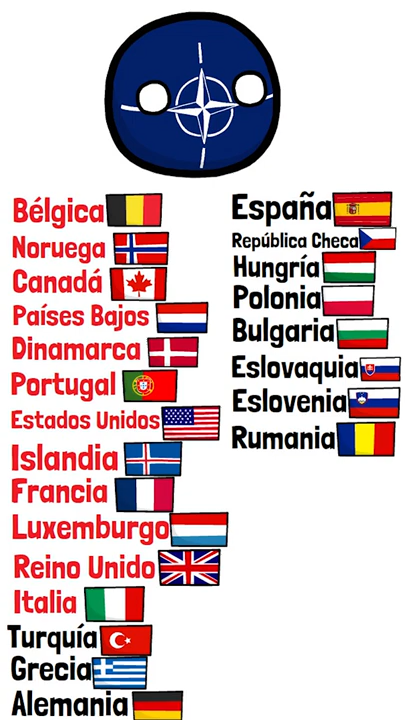 Bélgica
Noruega
Canadá
Países Bajos
Dinamarca
Portugal
Estados Unidos
Islandia
Francia
Luxemburgo
Reino Unido
Italia
Turquía
Grecia
Alemania
España
República Checa
Hungría
Polonia
Bulgaria
Eslovaquia
Eslovenia
Rumania